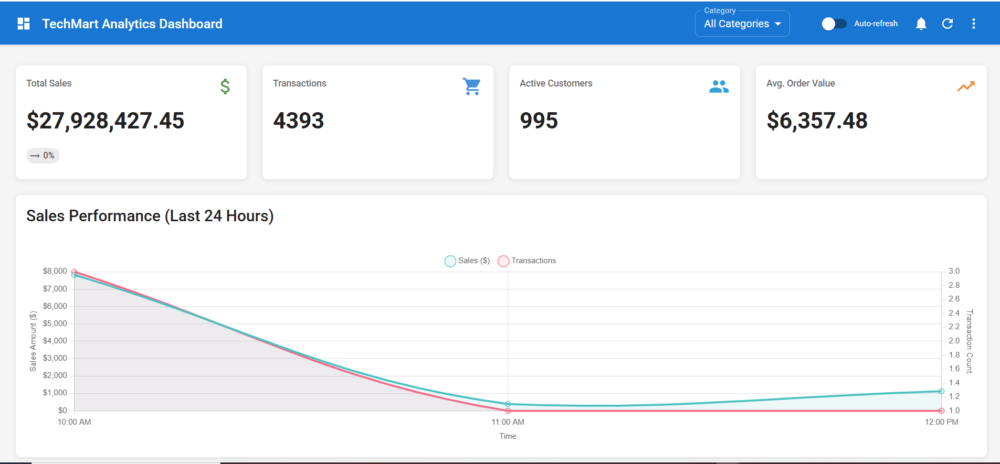 TechMart Analytics Dashboard
Category
All Categories
Auto-refresh
Total Sales
$27,928,427.45
0%
Transactions
4393
Active Customers
995
Avg. Order Value
$6,357.48
Sales Performance (Last 24 Hours)
Sales ($)
Transactions
Sales Amount ($)
$8,000
$7,000
$6,000
$5,000
$4,000
$3,000
$2,000
$1,000
$0
3.0
2.8
2.6
2.4
2.2
2.0
1.8
1.6
1.4
1.2
1.0
Transaction Count
10:00 AM
11:00 AM
12:00 PM
Time